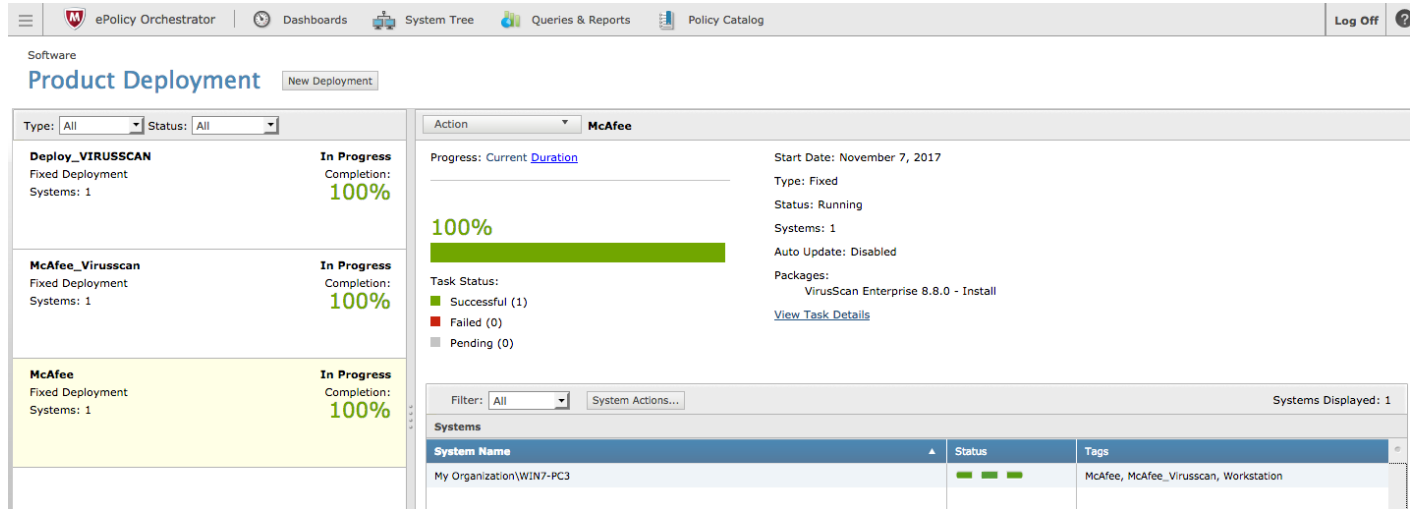 ePolicy Orchestrator Dashboards System Tree Queries & Reports Policy Catalog Log Off ?
Software
Product Deployment New Deployment
Type: All Status: All
Deploy_VIRUSSCAN In Progress
Fixed Deployment Completion:
Systems: 1 100%
McAfee_Virusscan In Progress
Fixed Deployment Completion:
Systems: 1 100%
McAfee In Progress
Fixed Deployment Completion:
Systems: 1 100%
Action McAfee
Progress: Current Duration
100%
Task Status:
Successful (1)
Failed (0)
Pending (0)
Start Date: November 7, 2017
Type: Fixed
Status: Running
Systems: 1
Auto Update: Disabled
Packages:
VirusScan Enterprise 8.8.0 - Install
View Task Details
Filter: All System Actions... Systems Displayed: 1
Systems
System Name Status Tags
My Organization\WIN7-PC3 McAfee, McAfee_Virusscan, Workstation